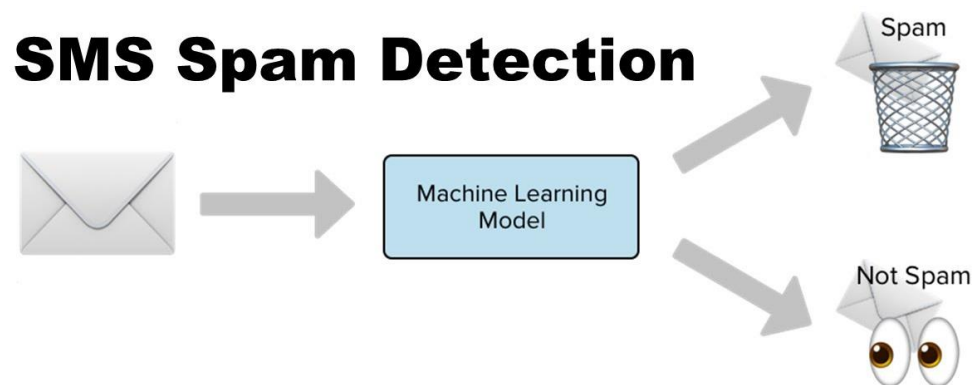 SMS Spam Detection
Spam
Machine Learning
Model
Not Spam